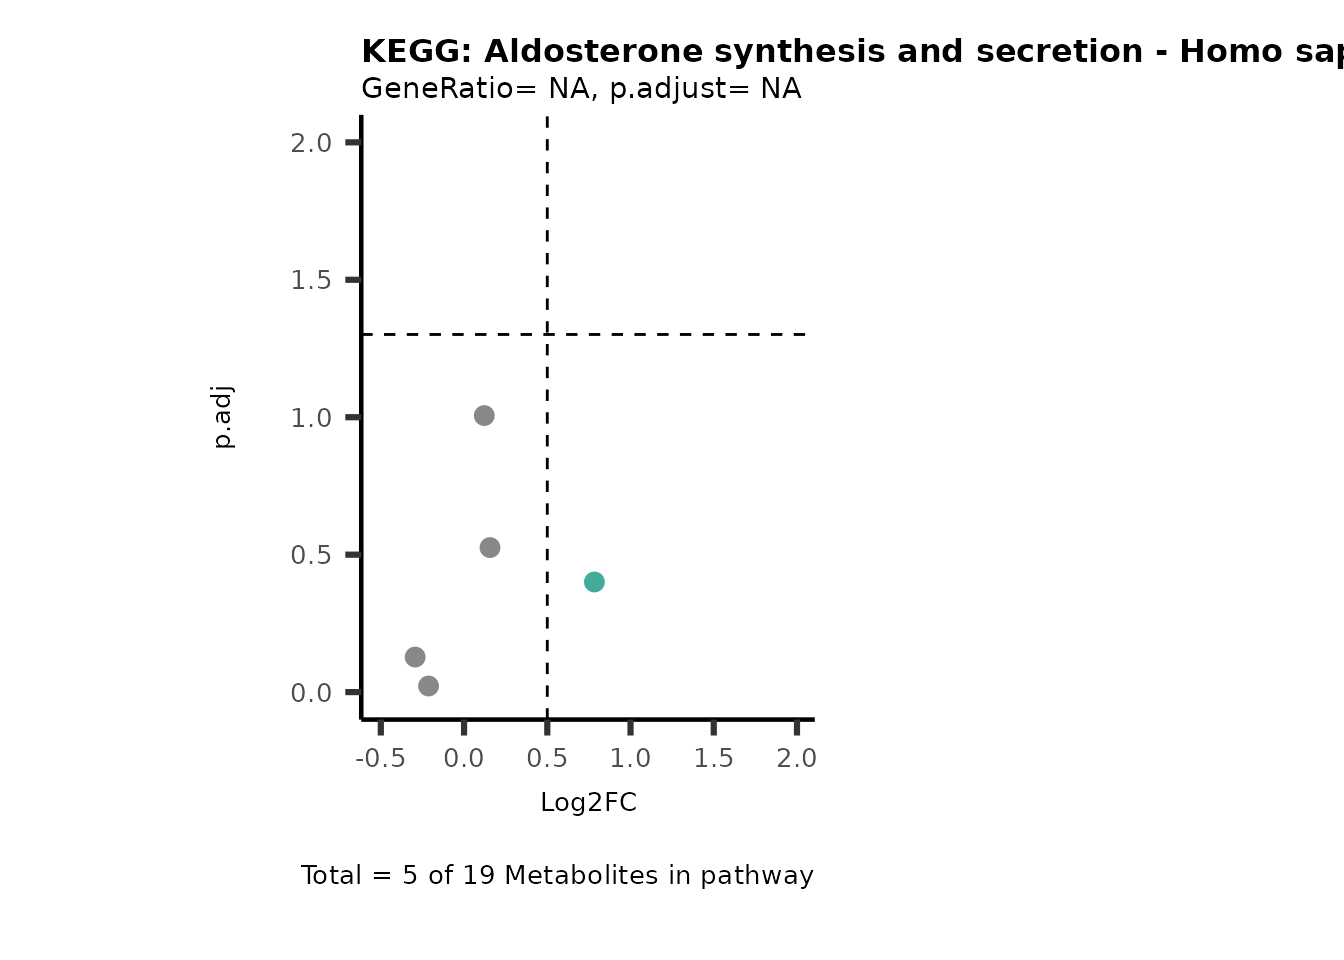 KEGG: Aldosterone synthesis and secretion - Homo sap
GeneRatio= NA, p.adjust= NA
2.0
1.5
1.0
0.5
0.0
p.adj
-0.5 0.0 0.5 1.0 1.5 2.0
Log2FC
Total = 5 of 19 Metabolites in pathway